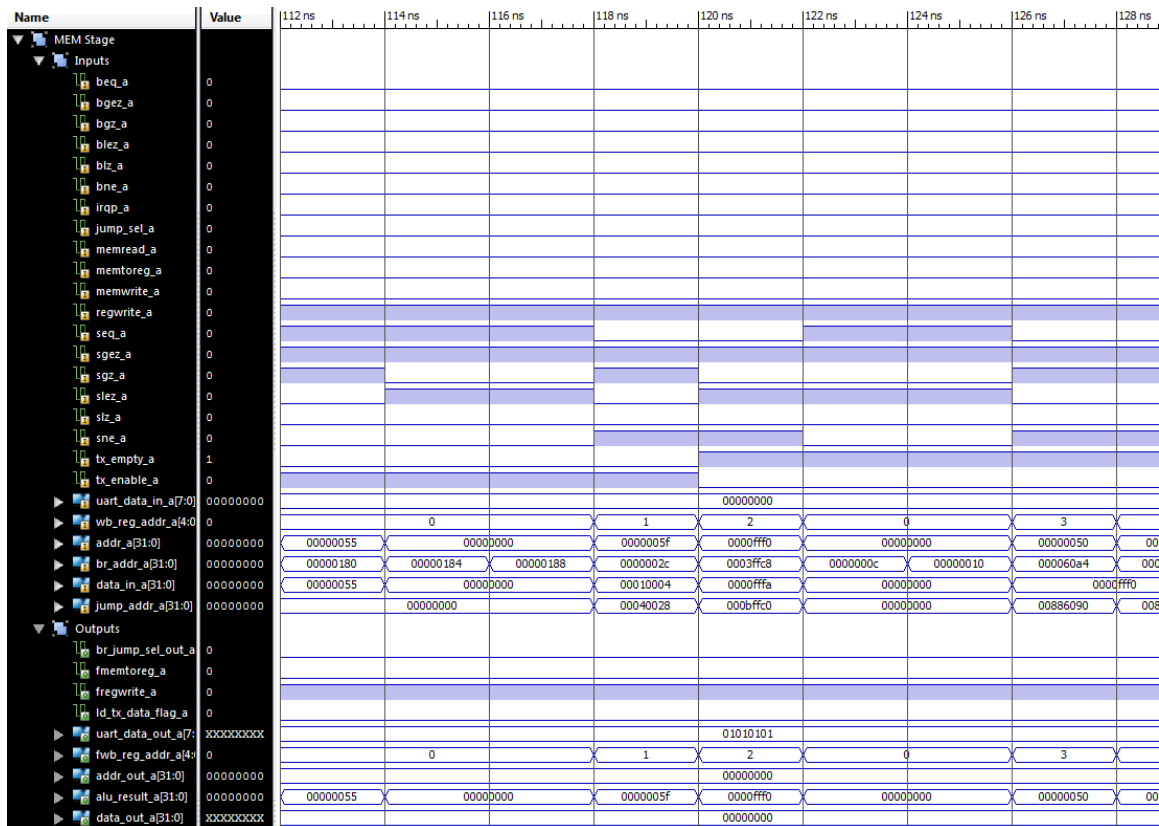 Name Value 112 ns 114 ns 116 ns 118 ns 120 ns 122 ns 124 ns 126 ns 128 ns
MEM Stage
Inputs
beq_a 0
bgez_a 0
bgz_a 0
blez_a 0
blz_a 0
bne_a 0
irqp_a 0
jump_sel_a 0
memread_a 0
memtoreg_a 0
memwrite_a 0
regwrite_a 0
seq_a 0
sgez_a 0
sgz_a 0
slez_a 0
slz_a 0
sne_a 0
tx_empty_a 1
tx_enable_a 0
uart_data_in_a[7:0] 00000000 00000000
wb_reg_addr_a[4:0 0 0 1 2 0 3
addr_a[31:0] 00000000 00000055 00000000 0000005f 0000fff0 00000000 00000050 00
br_addr_a[31:0] 00000000 00000180 00000184 00000188 0000002c 0003ffc8 0000000c 00000010 000060a4 000
data_in_a[31:0] 00000000 00000055 00000000 00010004 0000fffa 00000000 0000fff0
jump_addr_a[31:0] 00000000 00000000 00040028 000bffc0 00000000 00886090 008
Outputs
br_jump_sel_out_a 0
fmemtoreg_a 0
fregwrite_a 0
ld_tx_data_flag_a 0
uart_data_out_a[7: XXXXXXXX 01010101
fwb_reg_addr_a[4: 0 0 1 2 0 3
addr_out_a[31:0] 00000000 00000000
alu_result_a[31:0] 00000000 00000055 00000000 0000005f 0000fff0 00000000 00000050 00
data_out_a[31:0] XXXXXXXX 00000000